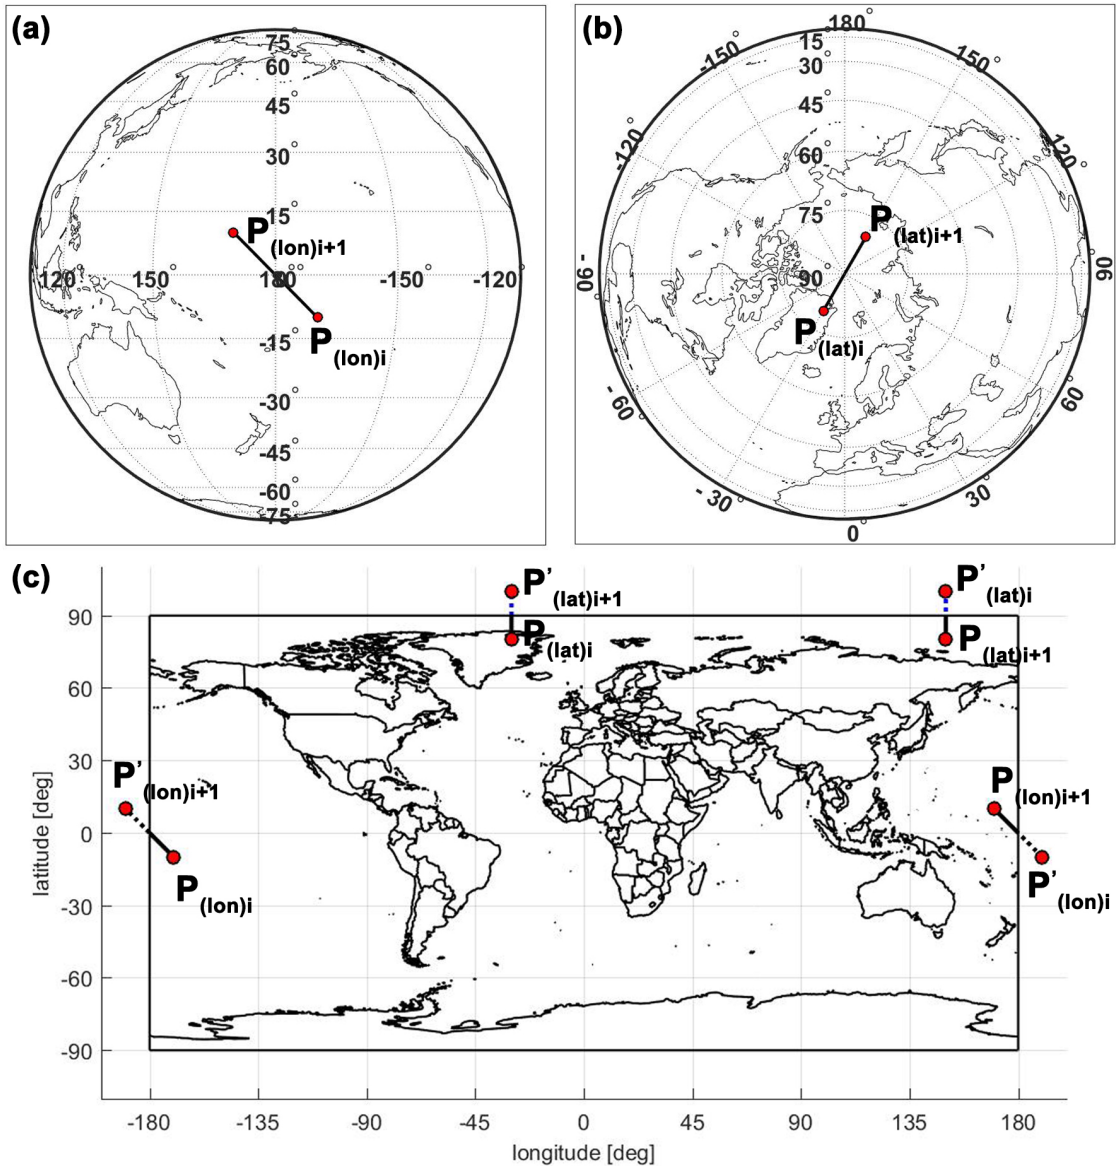 (a)
75°
60°
45°
30°
15°
P(lon)i+1
120° 150° 180° -150° -120°
-15°
P(lon)i
-30°
-45°
-60°
-75°
(b)
180°
-150° 15° 150°
30°
45°
-120° 60° 120°
75°
P(lat)i+1
-90° 90° 90°
P(lat)i
-60° 60°
-30° 30°
0°
(c)
P’(lat)i+1 P’(lat)i
90
P(lat)i P(lat)i+1
60
30
P’(lon)i+1 P(lon)i+1
0
P(lon)i P’(lon)i
-30
-60
-90
latitude [deg]
-180 -135 -90 -45 0 45 90 135 180
longitude [deg]